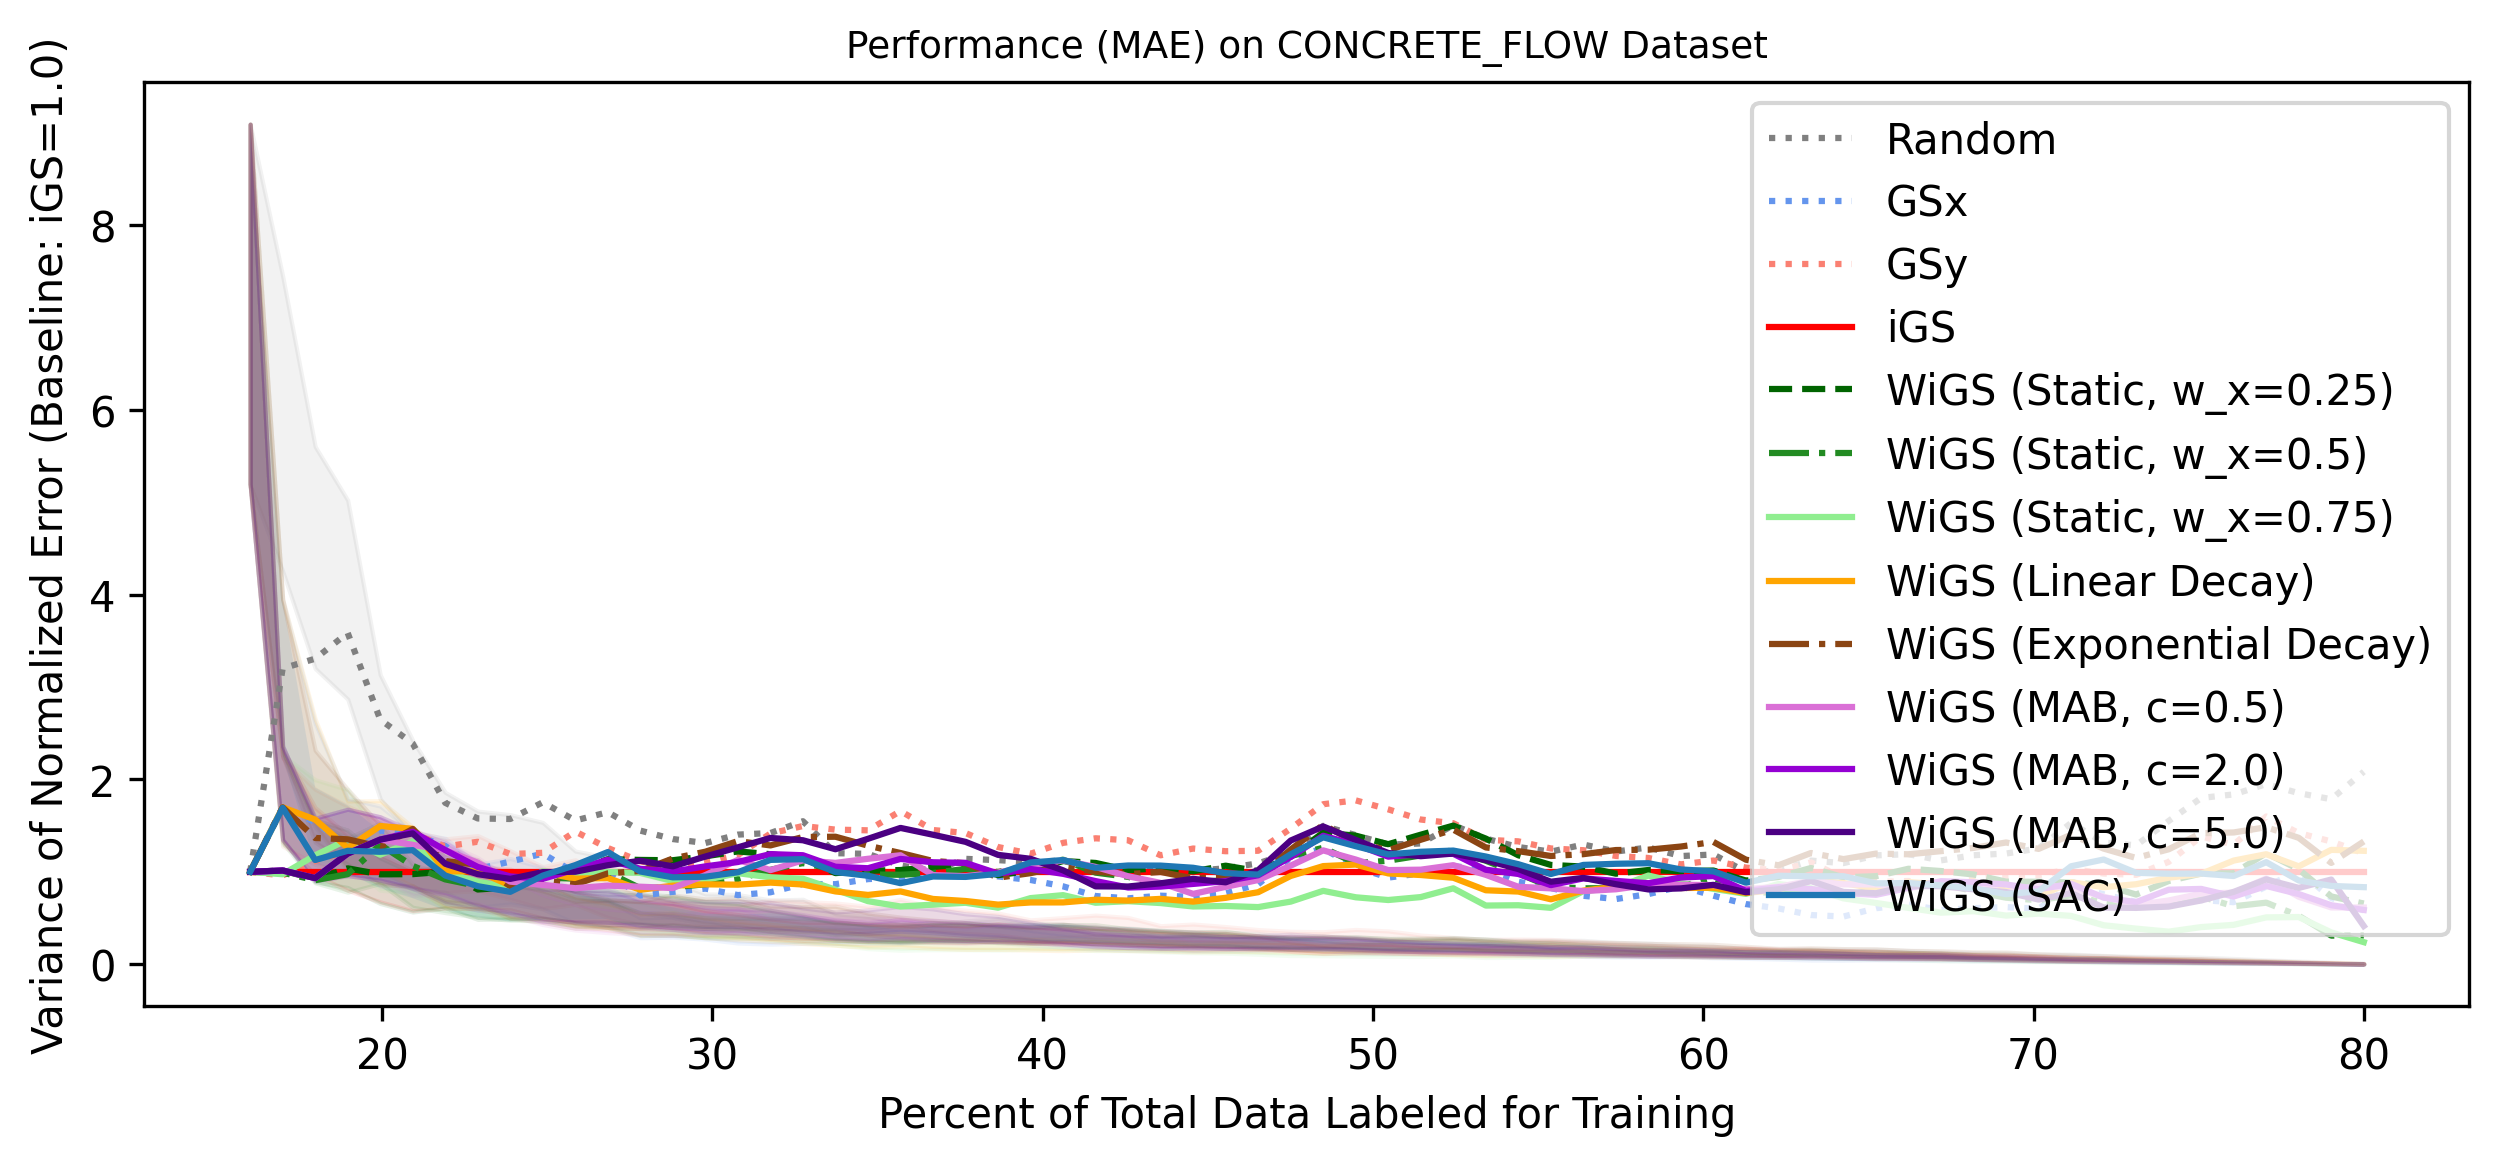 Performance (MAE) on CONCRETE_FLOW Dataset
Variance of Normalized Error (Baseline: iGS=1.0)
8
6
4
2
0
20 30 40 50 60 70 80
Percent of Total Data Labeled for Training
Random
GSx
GSy
iGS
WiGS (Static, w_x=0.25)
WiGS (Static, w_x=0.5)
WiGS (Static, w_x=0.75)
WiGS (Linear Decay)
WiGS (Exponential Decay)
WiGS (MAB, c=0.5)
WiGS (MAB, c=2.0)
WiGS (MAB, c=5.0)
WiGS (SAC)